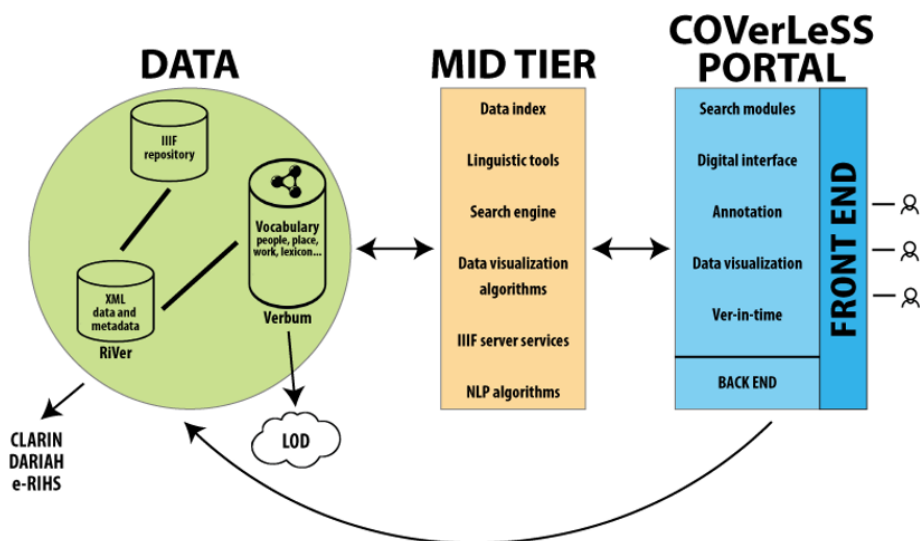 DATA
IIIF
repository
Vocabulary
people, place,
work, lexicon...
Verbum
XML
data and
metadata
RiVer
CLARIN
DARIAH
e-RIHS
LOD
MID TIER
Data index
Linguistic tools
Search engine
Data visualization
algorithms
IIIF server services
NLP algorithms
COVerLeSS
PORTAL
Search modules
Digital interface
Annotation
Data visualization
Ver-in-time
BACK END
FRONT END